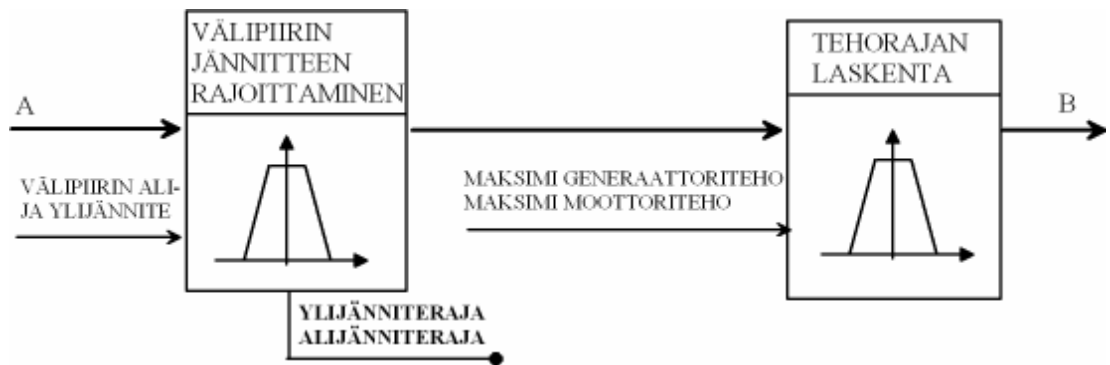 VÄLIPIIRIN
JÄNNITTEEN
RAJOITTAMINEN
TEHORAJAN
LASKENTA
A
B
VÄLIPIIRIN ALI-
JA YLIJÄNNITE
MAKSIMI GENERAATTORITEHO
MAKSIMI MOOTTORITEHO
YLIJÄNNITERAJA
ALIJÄNNITERAJA